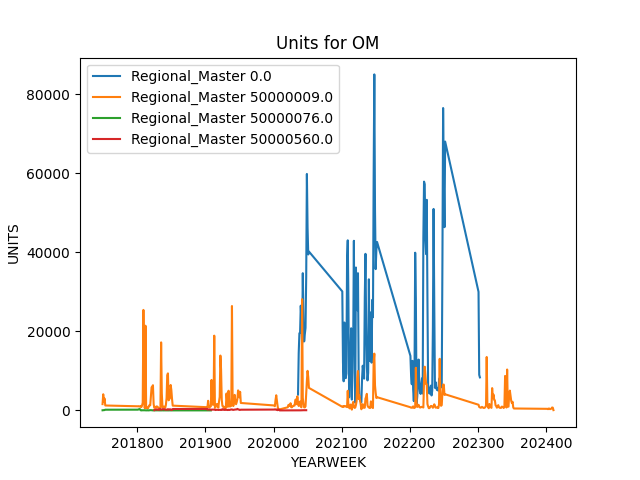 Units for OM
Regional_Master 0.0
Regional_Master 50000009.0
Regional_Master 50000076.0
Regional_Master 50000560.0
UNITS
80000
60000
40000
20000
0
201800 201900 202000 202100 202200 202300 202400
YEARWEEK